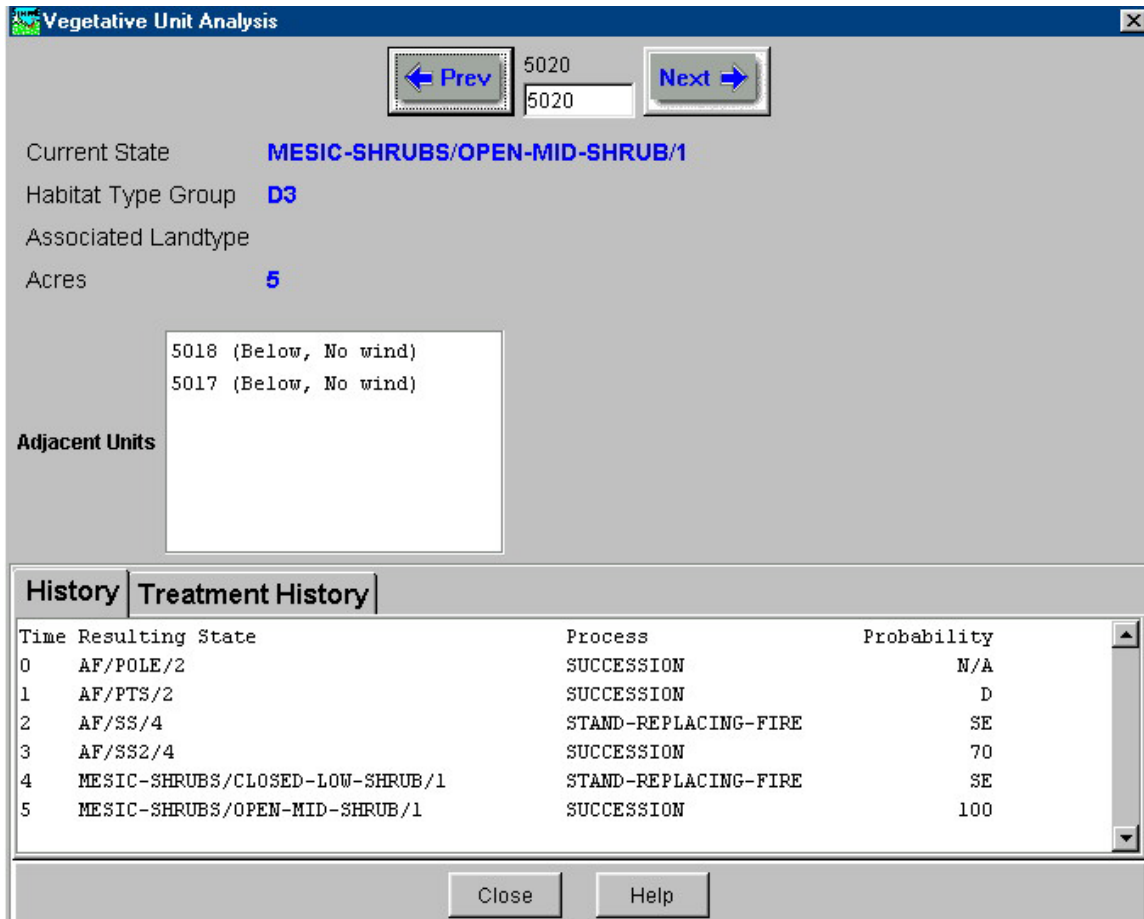 Vegetative Unit Analysis
Prev
5020
5020
Next
Current State MESIC-SHRUBS/OPEN-MID-SHRUB/1
Habitat Type Group D3
Associated Landtype
Acres 5
Adjacent Units
5018 (Below, No wind)
5017 (Below, No wind)
History Treatment History
Time Resulting State Process Probability
0 AF/POLE/2 SUCCESSION N/A
1 AF/PTS/2 SUCCESSION D
2 AF/SS/4 STAND-REPLACING-FIRE SE
3 AF/SS2/4 SUCCESSION 70
4 MESIC-SHRUBS/CLOSED-LOW-SHRUB/1 STAND-REPLACING-FIRE SE
5 MESIC-SHRUBS/OPEN-MID-SHRUB/1 SUCCESSION 100
Close Help